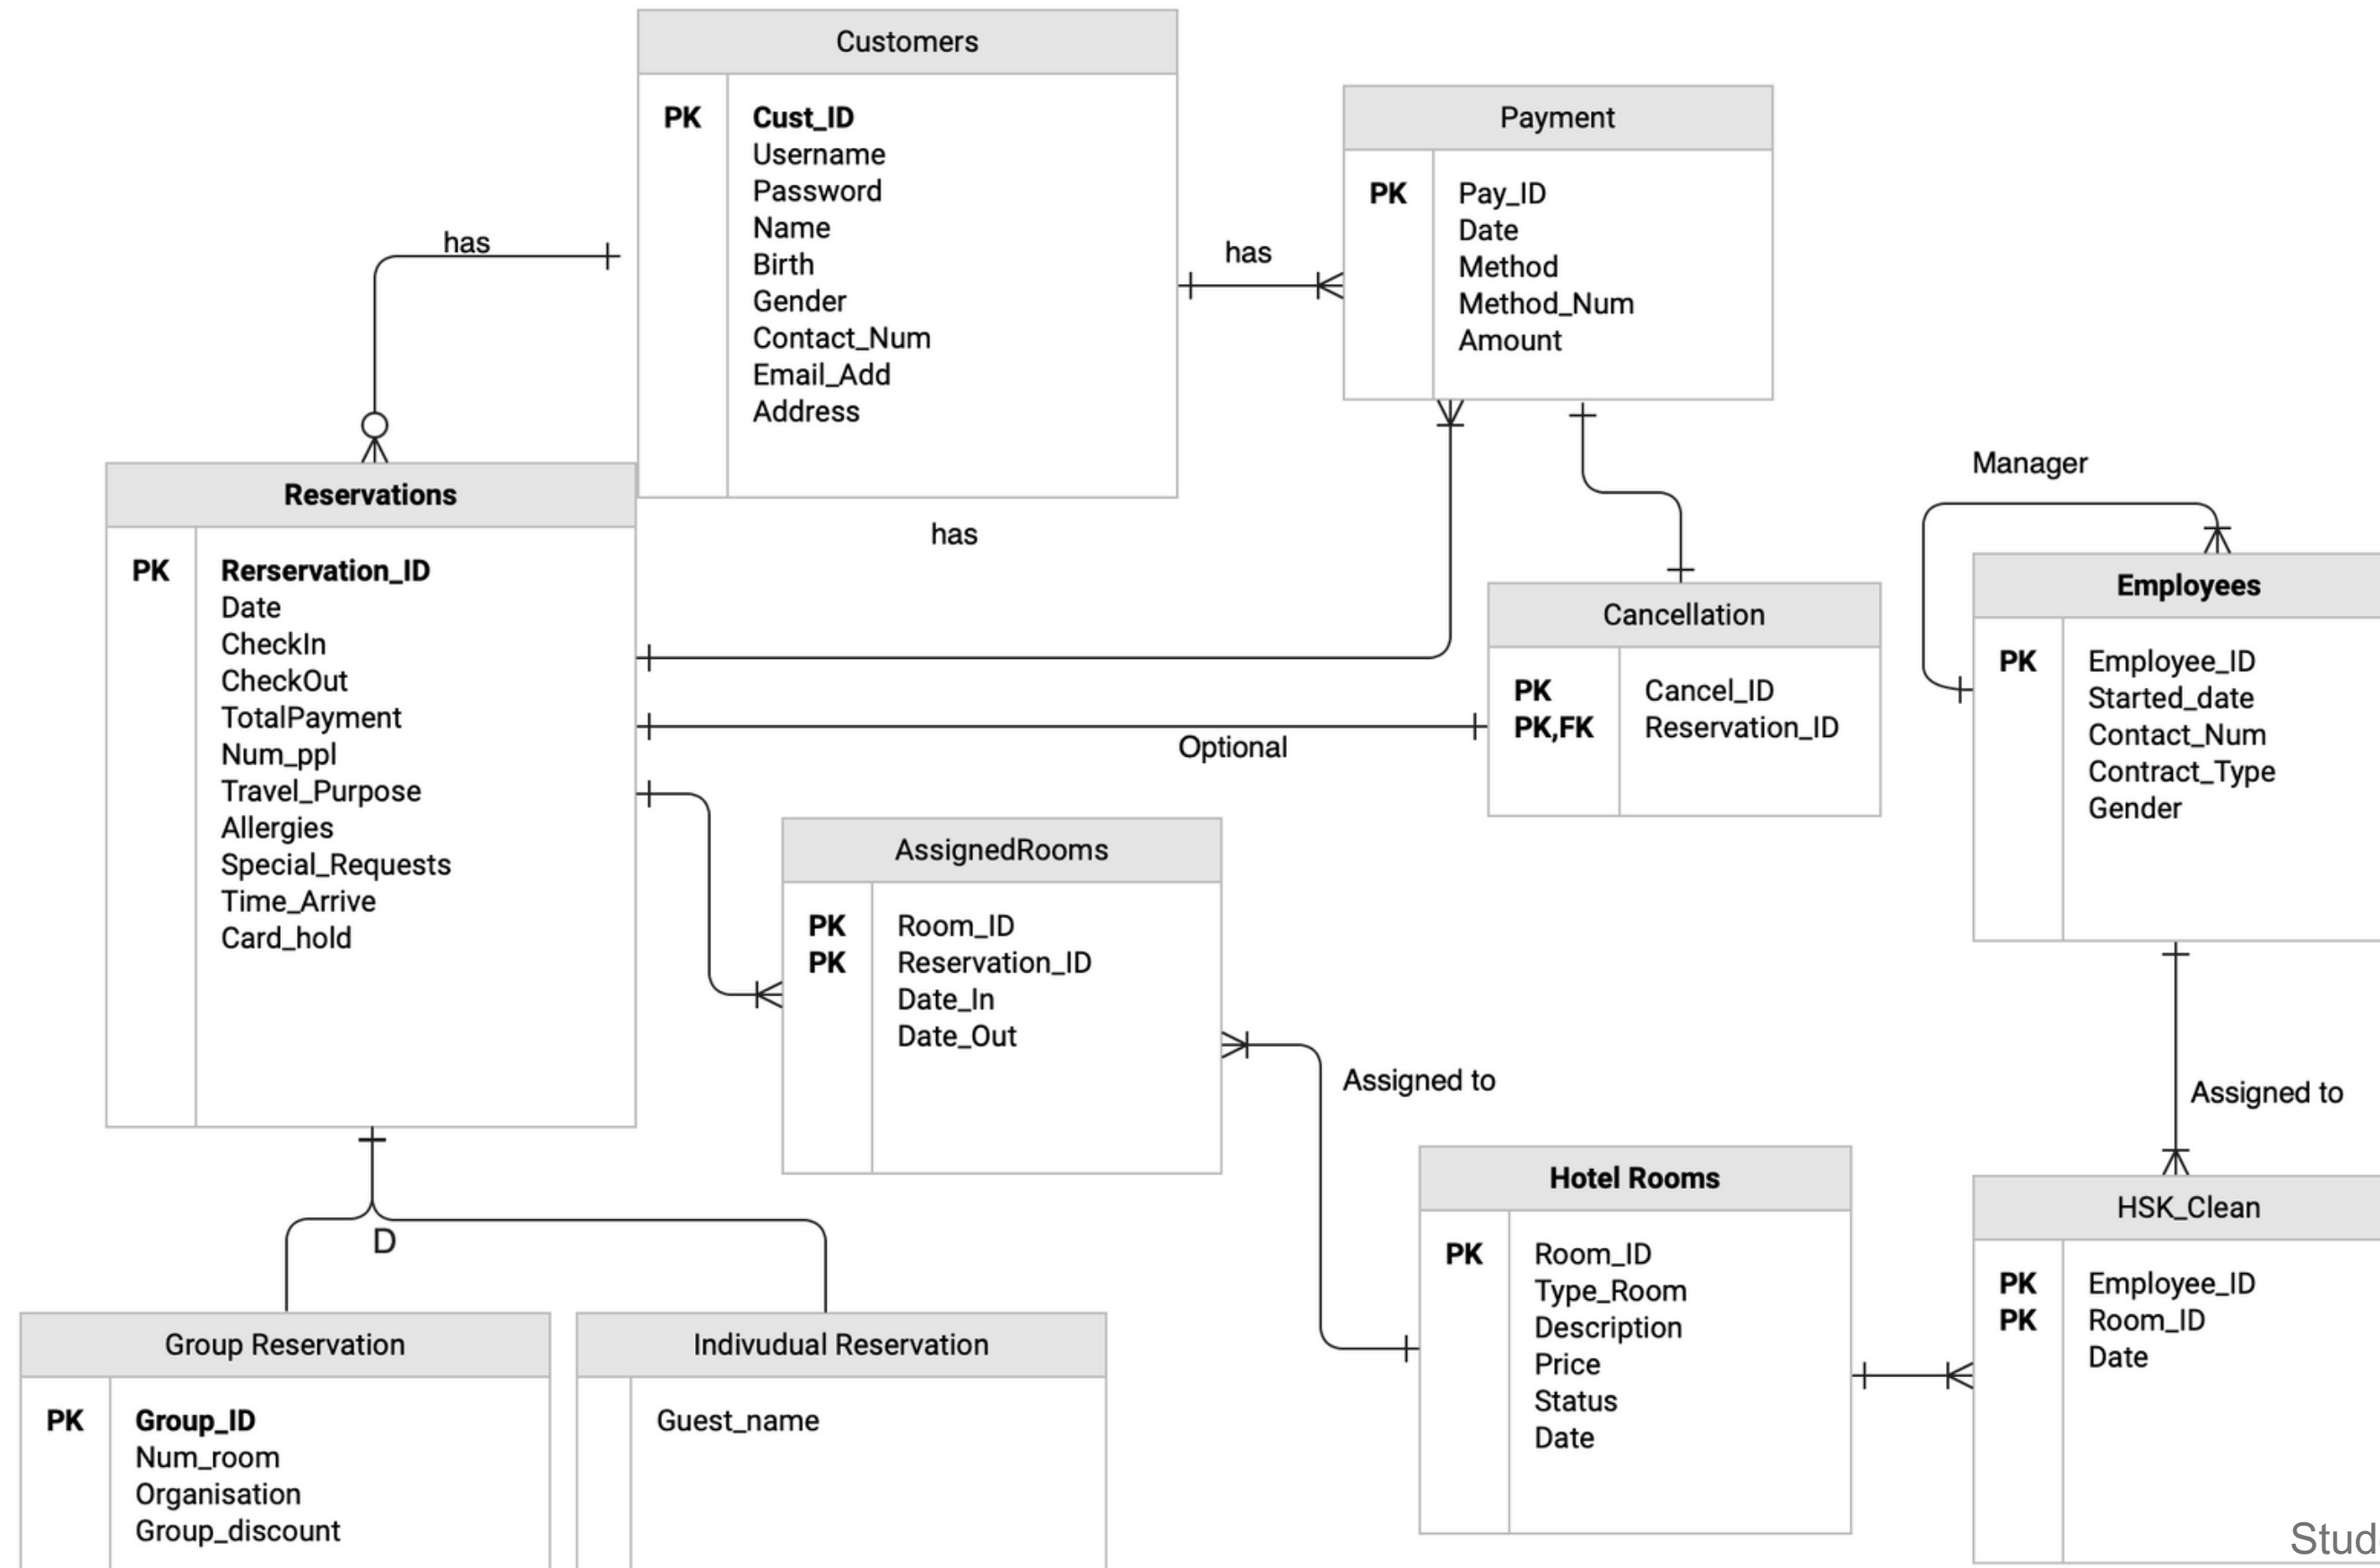 Customers
PK Cust_ID
Username
Password
Name
Birth
Gender
Contact_Num
Email_Add
Address
Payment
PK Pay_ID
Date
Method
Method_Num
Amount
has
has
Manager
Reservations
PK Rerservation_ID
Date
CheckIn
CheckOut
TotalPayment
Num_ppl
Travel_Purpose
Allergies
Special_Requests
Time_Arrive
Card_hold
has
Cancellation
PK Cancel_ID
PK,FK Reservation_ID
Optional
Employees
PK Employee_ID
Started_date
Contact_Num
Contract_Type
Gender
AssignedRooms
PK Room_ID
PK Reservation_ID
Date_In
Date_Out
Assigned to
Assigned to
Hotel Rooms
PK Room_ID
Type_Room
Description
Price
Status
Date
HSK_Clean
PK Employee_ID
PK Room_ID
Date
D
Group Reservation
PK Group_ID
Num_room
Organisation
Group_discount
Indivudual Reservation
Guest_name
Stud